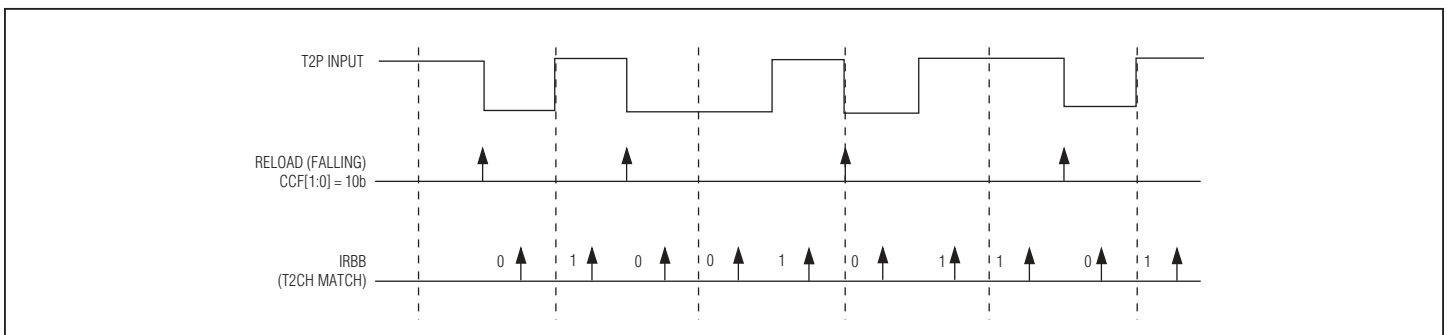 T2P INPUT
RELOAD (FALLING)
CCF[1:0] = 10b
IRBB
(T2CH MATCH)
0 1 0 0 1 0 1 1 0 1